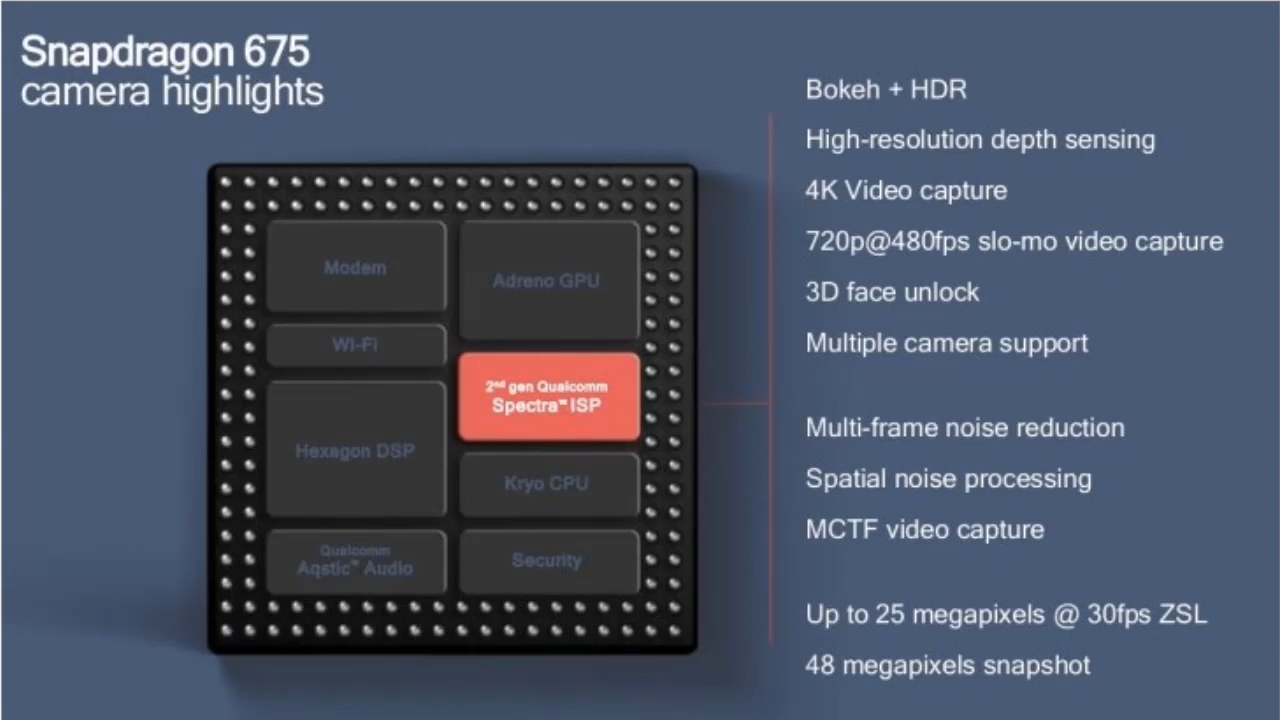 Snapdragon 675
camera highlights
Modem
Wi-Fi
Hexagon DSP
Qualcomm
Aqstic™ Audio
Adreno GPU
2nd gen Qualcomm
Spectra™ ISP
Kryo CPU
Security
Bokeh + HDR
High-resolution depth sensing
4K Video capture
720p@480fps slo-mo video capture
3D face unlock
Multiple camera support
Multi-frame noise reduction
Spatial noise processing
MCTF video capture
Up to 25 megapixels @ 30fps ZSL
48 megapixels snapshot